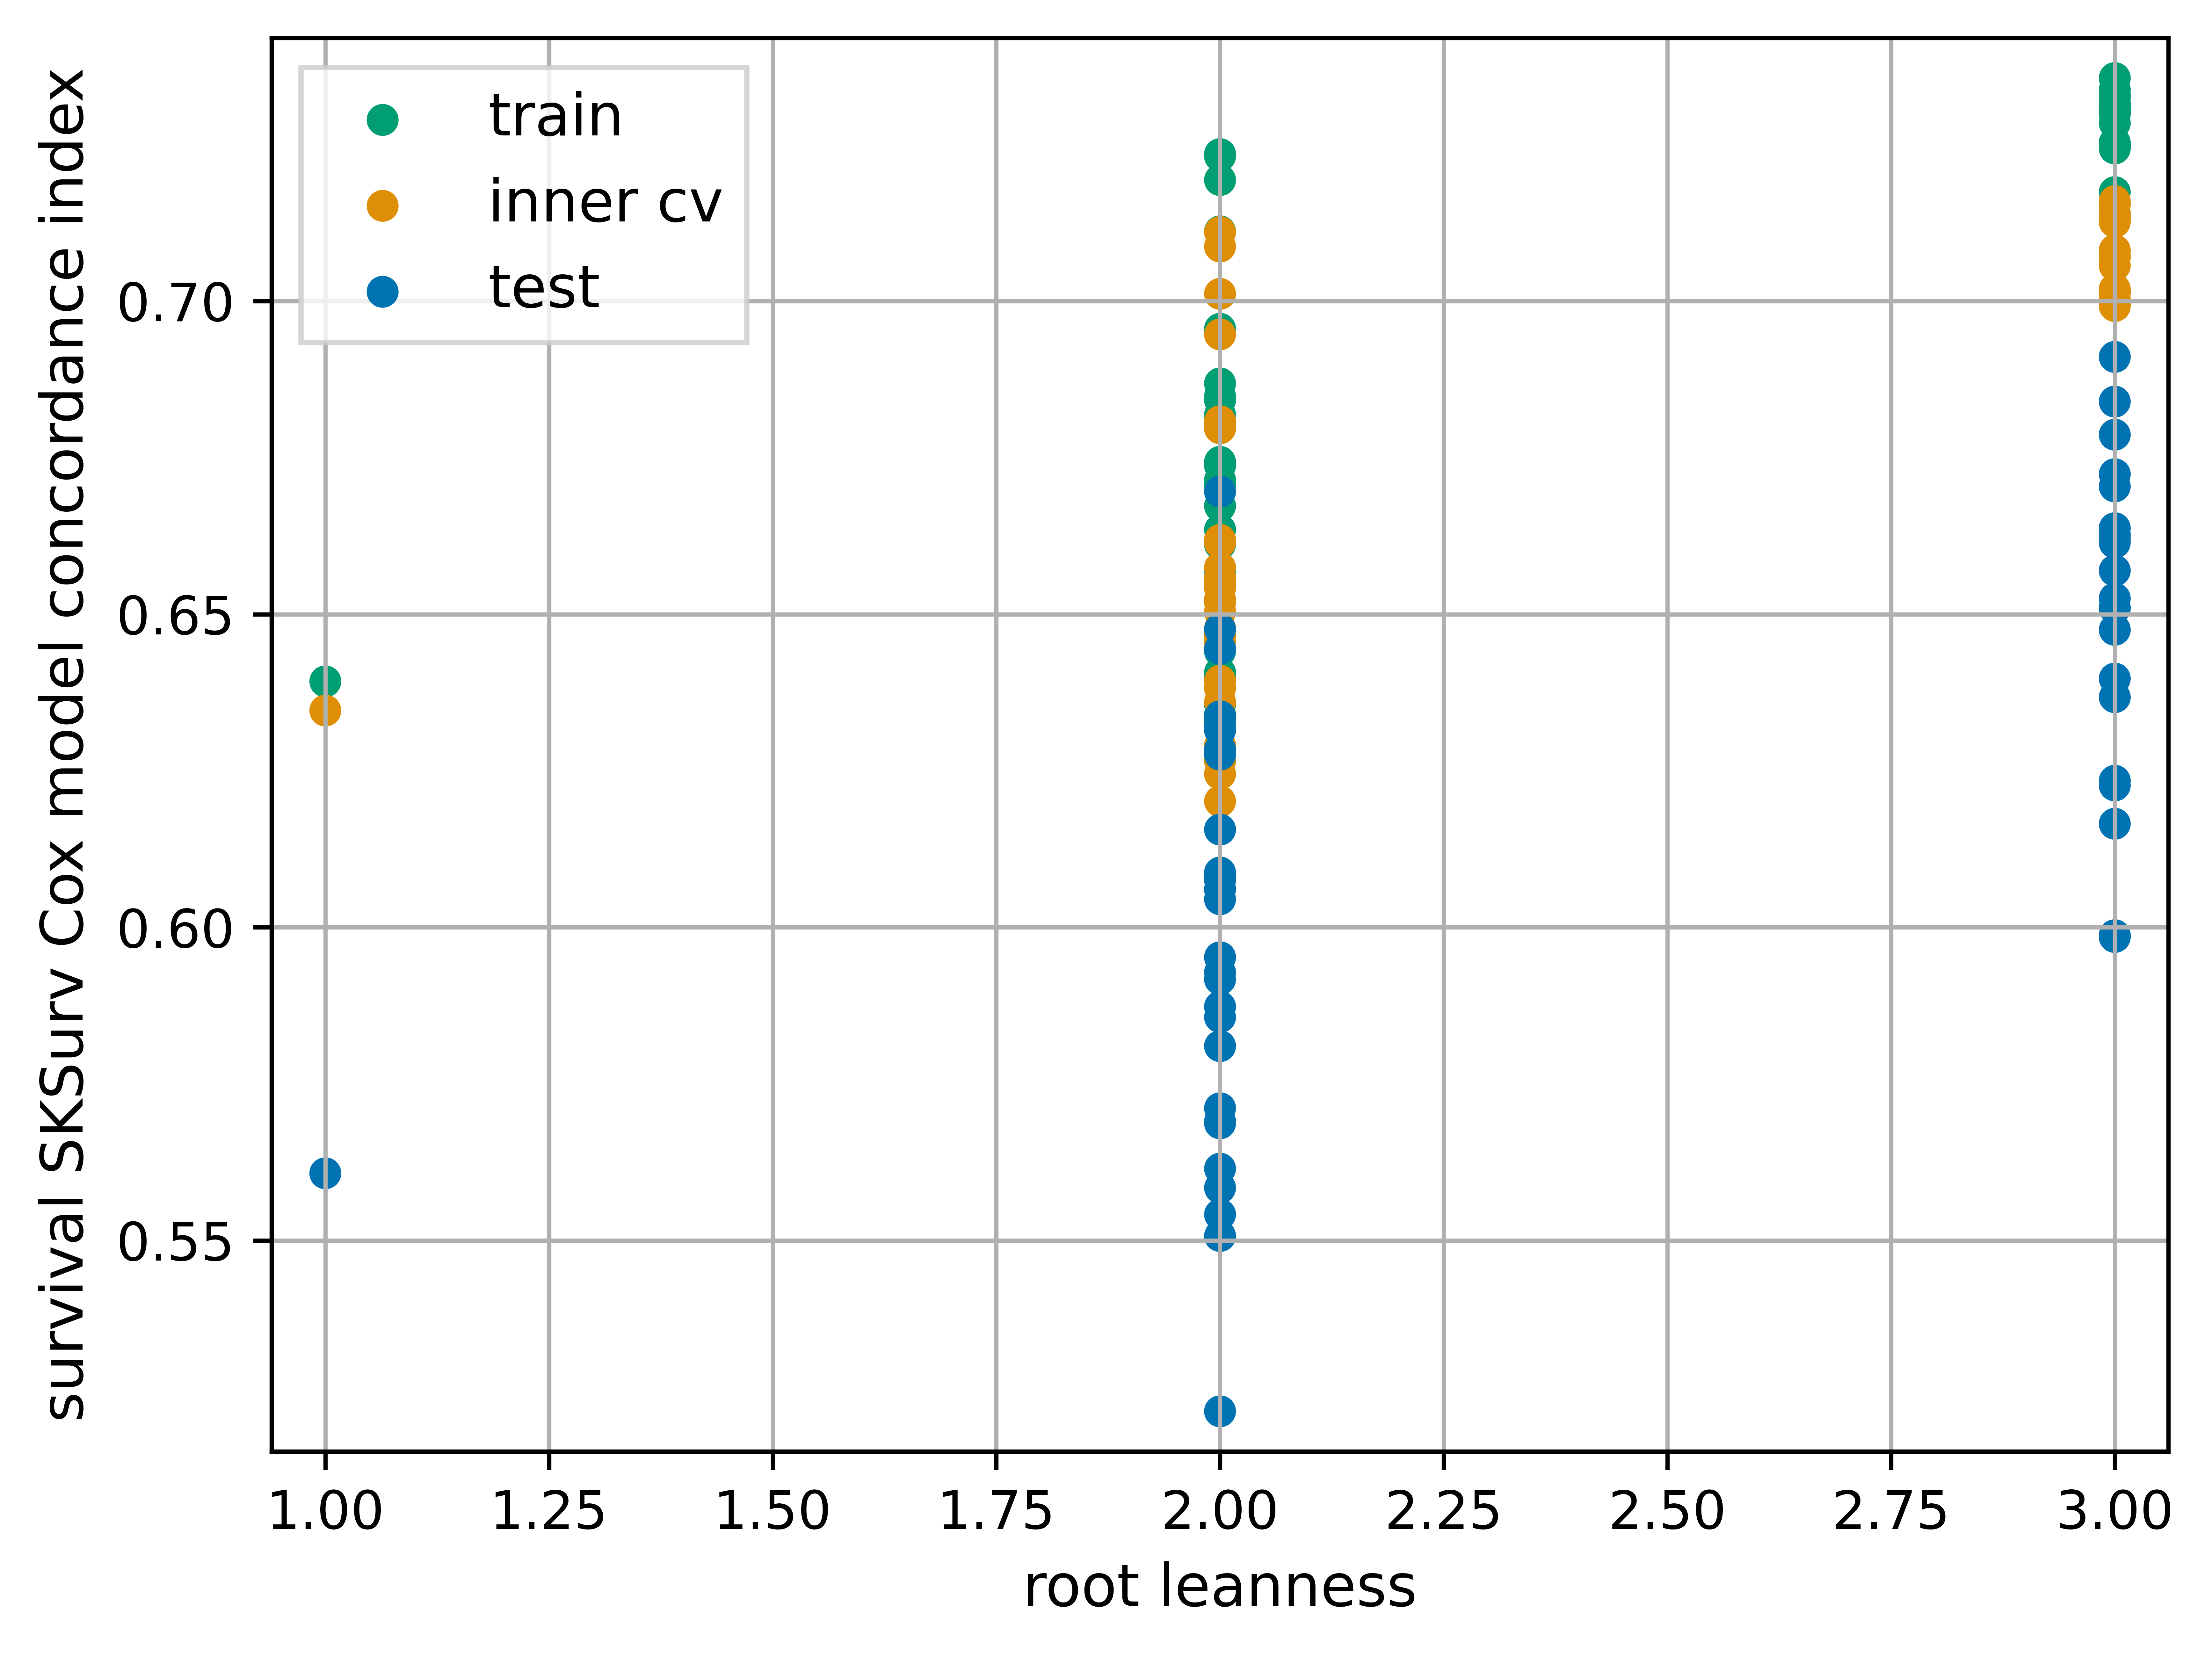 survival SKSurv Cox model concordance index
train
inner cv
test
0.70
0.65
0.60
0.55
1.00 1.25 1.50 1.75 2.00 2.25 2.50 2.75 3.00
root leanness